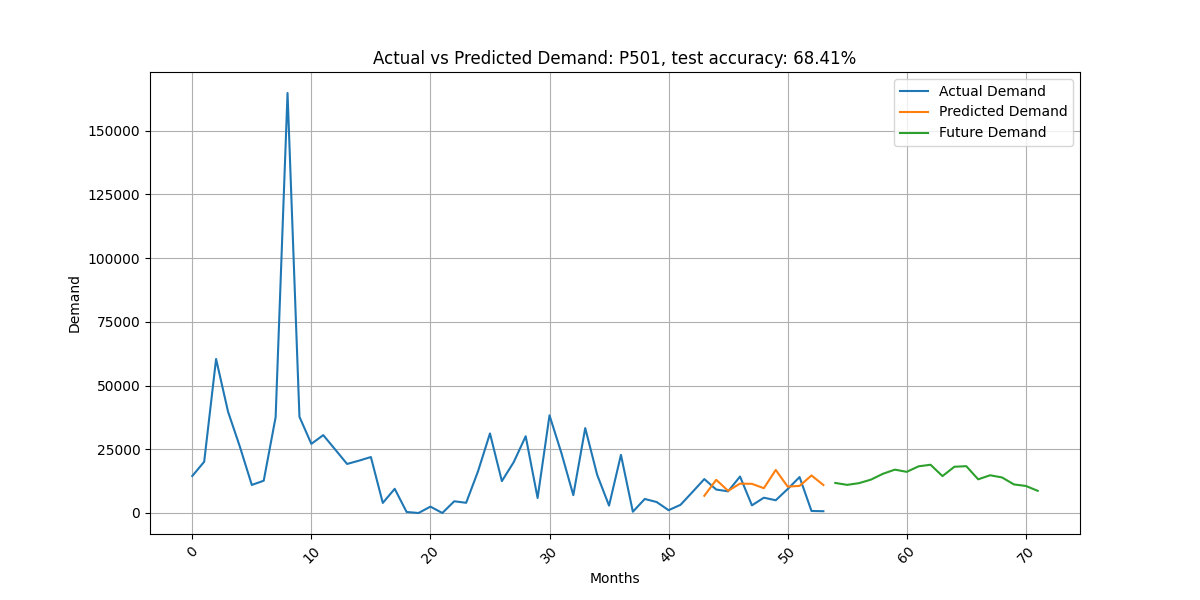 Actual vs Predicted Demand: P501, test accuracy: 68.41%
Actual Demand
Predicted Demand
Future Demand
150000
125000
100000
75000
50000
25000
0
Demand
0
10
20
30
40
50
60
70
Months